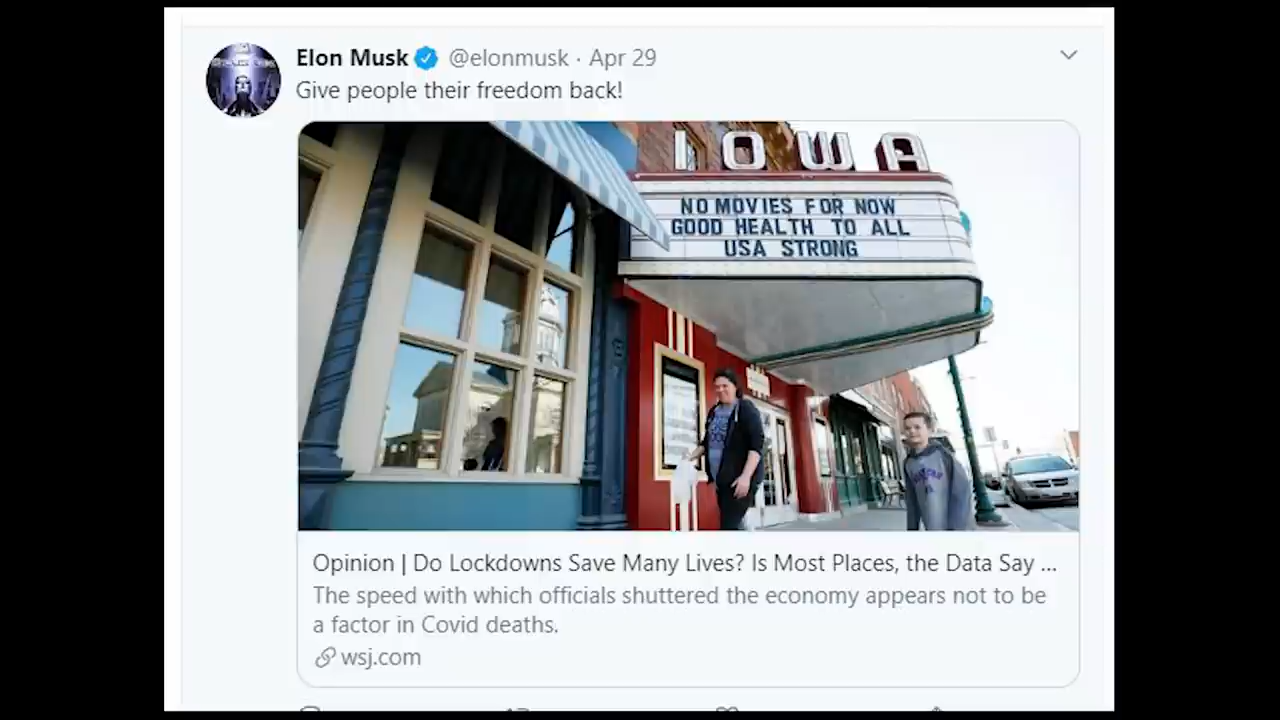 Elon Musk @elonmusk · Apr 29
Give people their freedom back!
IOWA
NO MOVIES FOR NOW
GOOD HEALTH TO ALL
USA STRONG
Opinion | Do Lockdowns Save Many Lives? Is Most Places, the Data Say ...
The speed with which officials shuttered the economy appears not to be
a factor in Covid deaths.
wsj.com